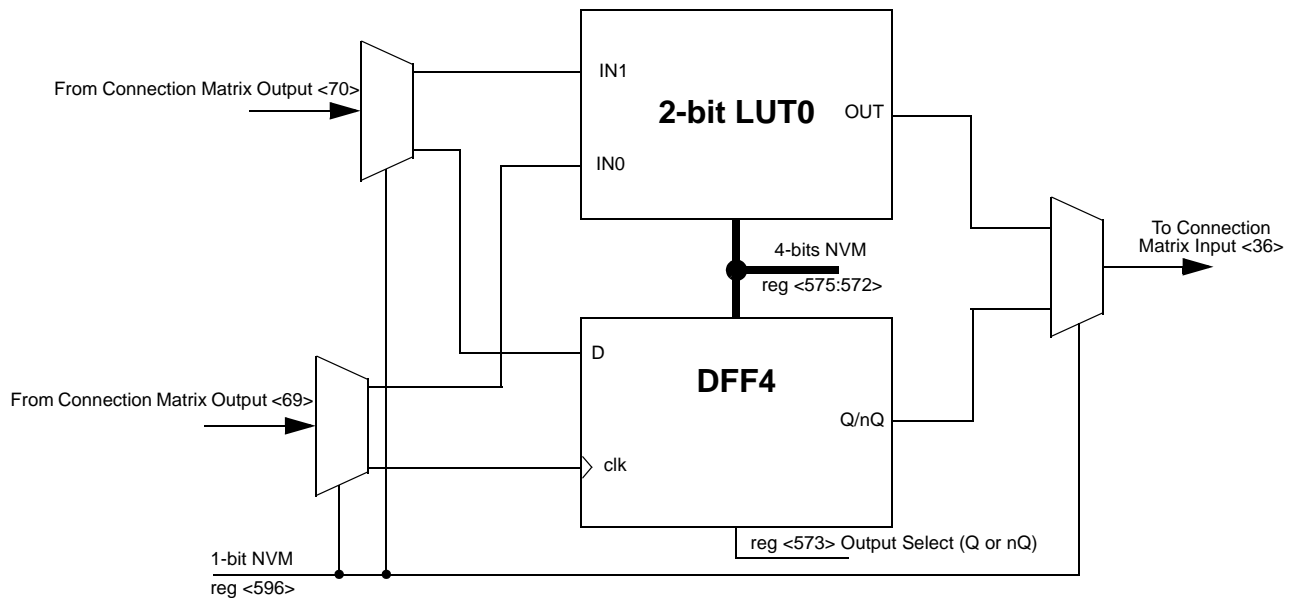 From Connection Matrix Output <70>
IN1
2-bit LUT0
OUT
IN0
To Connection
Matrix Input <36>
4-bits NVM
reg <575:572>
D
DFF4
From Connection Matrix Output <69>
Q/nQ
clk
reg <573> Output Select (Q or nQ)
1-bit NVM
reg <596>